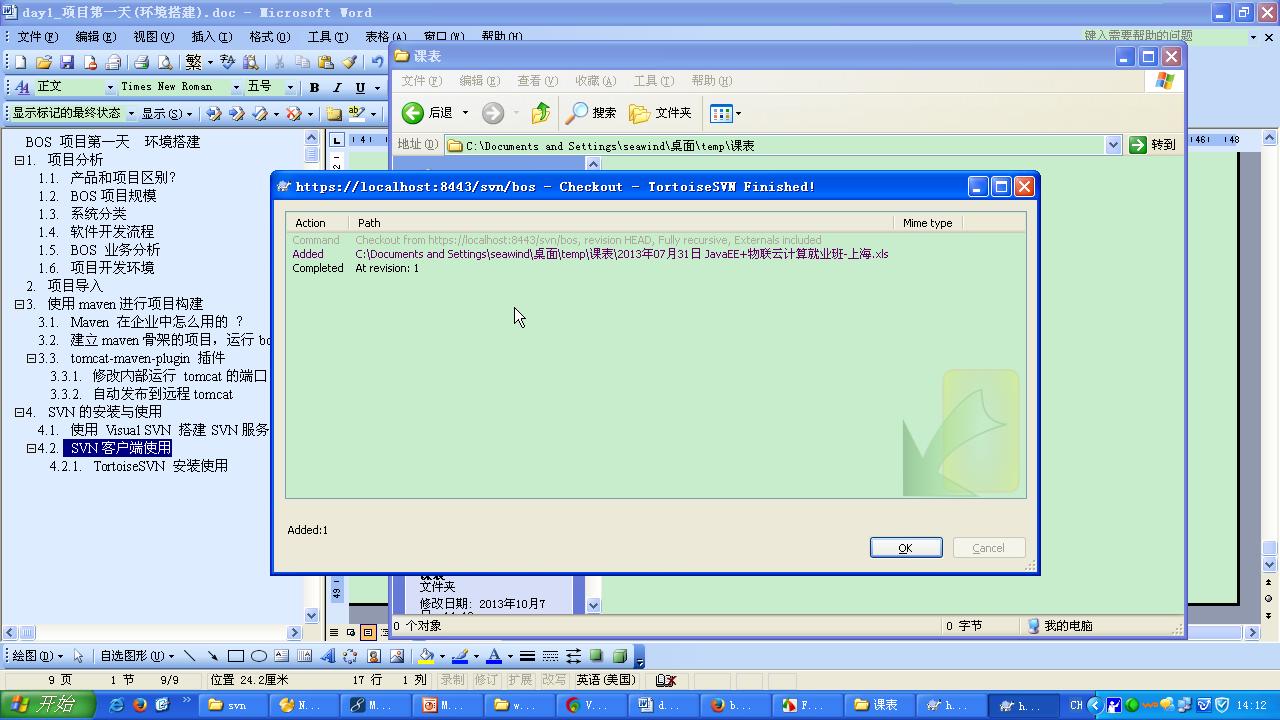 day1_项目第一天(环境搭建).doc - Microsoft Word
文件(F) 编辑(E) 视图(V) 插入(I) 格式(O) 工具(T) 表格(A) 窗口(W) 帮助(H) 键入需要帮助的问题
正文 Times New Roman 五号 B I U
显示标记的最终状态 显示(S)
BOS 项目第一天 环境搭建
1. 项目分析
1.1. 产品和项目区别?
1.2. BOS 项目规模
1.3. 系统分类
1.4. 软件开发流程
1.5. BOS 业务分析
1.6. 项目开发环境
2. 项目导入
3. 使用 maven 进行项目构建
3.1. Maven 在企业中怎么用的 ?
3.2. 建立 maven 骨架的项目，运行 bo
3.3. tomcat-maven-plugin 插件
3.3.1. 修改内部运行 tomcat 的端口
3.3.2. 自动发布到远程 tomcat
4. SVN 的安装与使用
4.1. 使用 Visual SVN 搭建 SVN 服务
4.2. SVN 客户端使用
4.2.1. TortoiseSVN 安装使用
课表
文件(F) 编辑(E) 查看(V) 收藏(A) 工具(T) 帮助(H)
后退 搜索 文件夹
地址(D) C:\Documents and Settings\seawind\桌面\temp\课表 转到
https://localhost:8443/svn/bos - Checkout - TortoiseSVN Finished!
Action Path Mime type
Command Checkout from https://localhost:8443/svn/bos, revision HEAD, Fully recursive, Externals included
Added C:\Documents and Settings\seawind\桌面\temp\课表\2013年07月31日 JavaEE+物联云计算就业班-上海.xls
Completed At revision: 1
Added:1
OK Cancel
课表
文件夹
修改日期: 2013年10月7
0 个对象 0 字节 我的电脑
绘图(D) 自选图形(U)
9 页 1 节 9/9 位置 24.2厘米 17 行 1 列 录制 修订 扩展 改写 英语(美国)
开始 svn N... M... M... w... V... d... b... F... 课表 h... h... CH 14:12